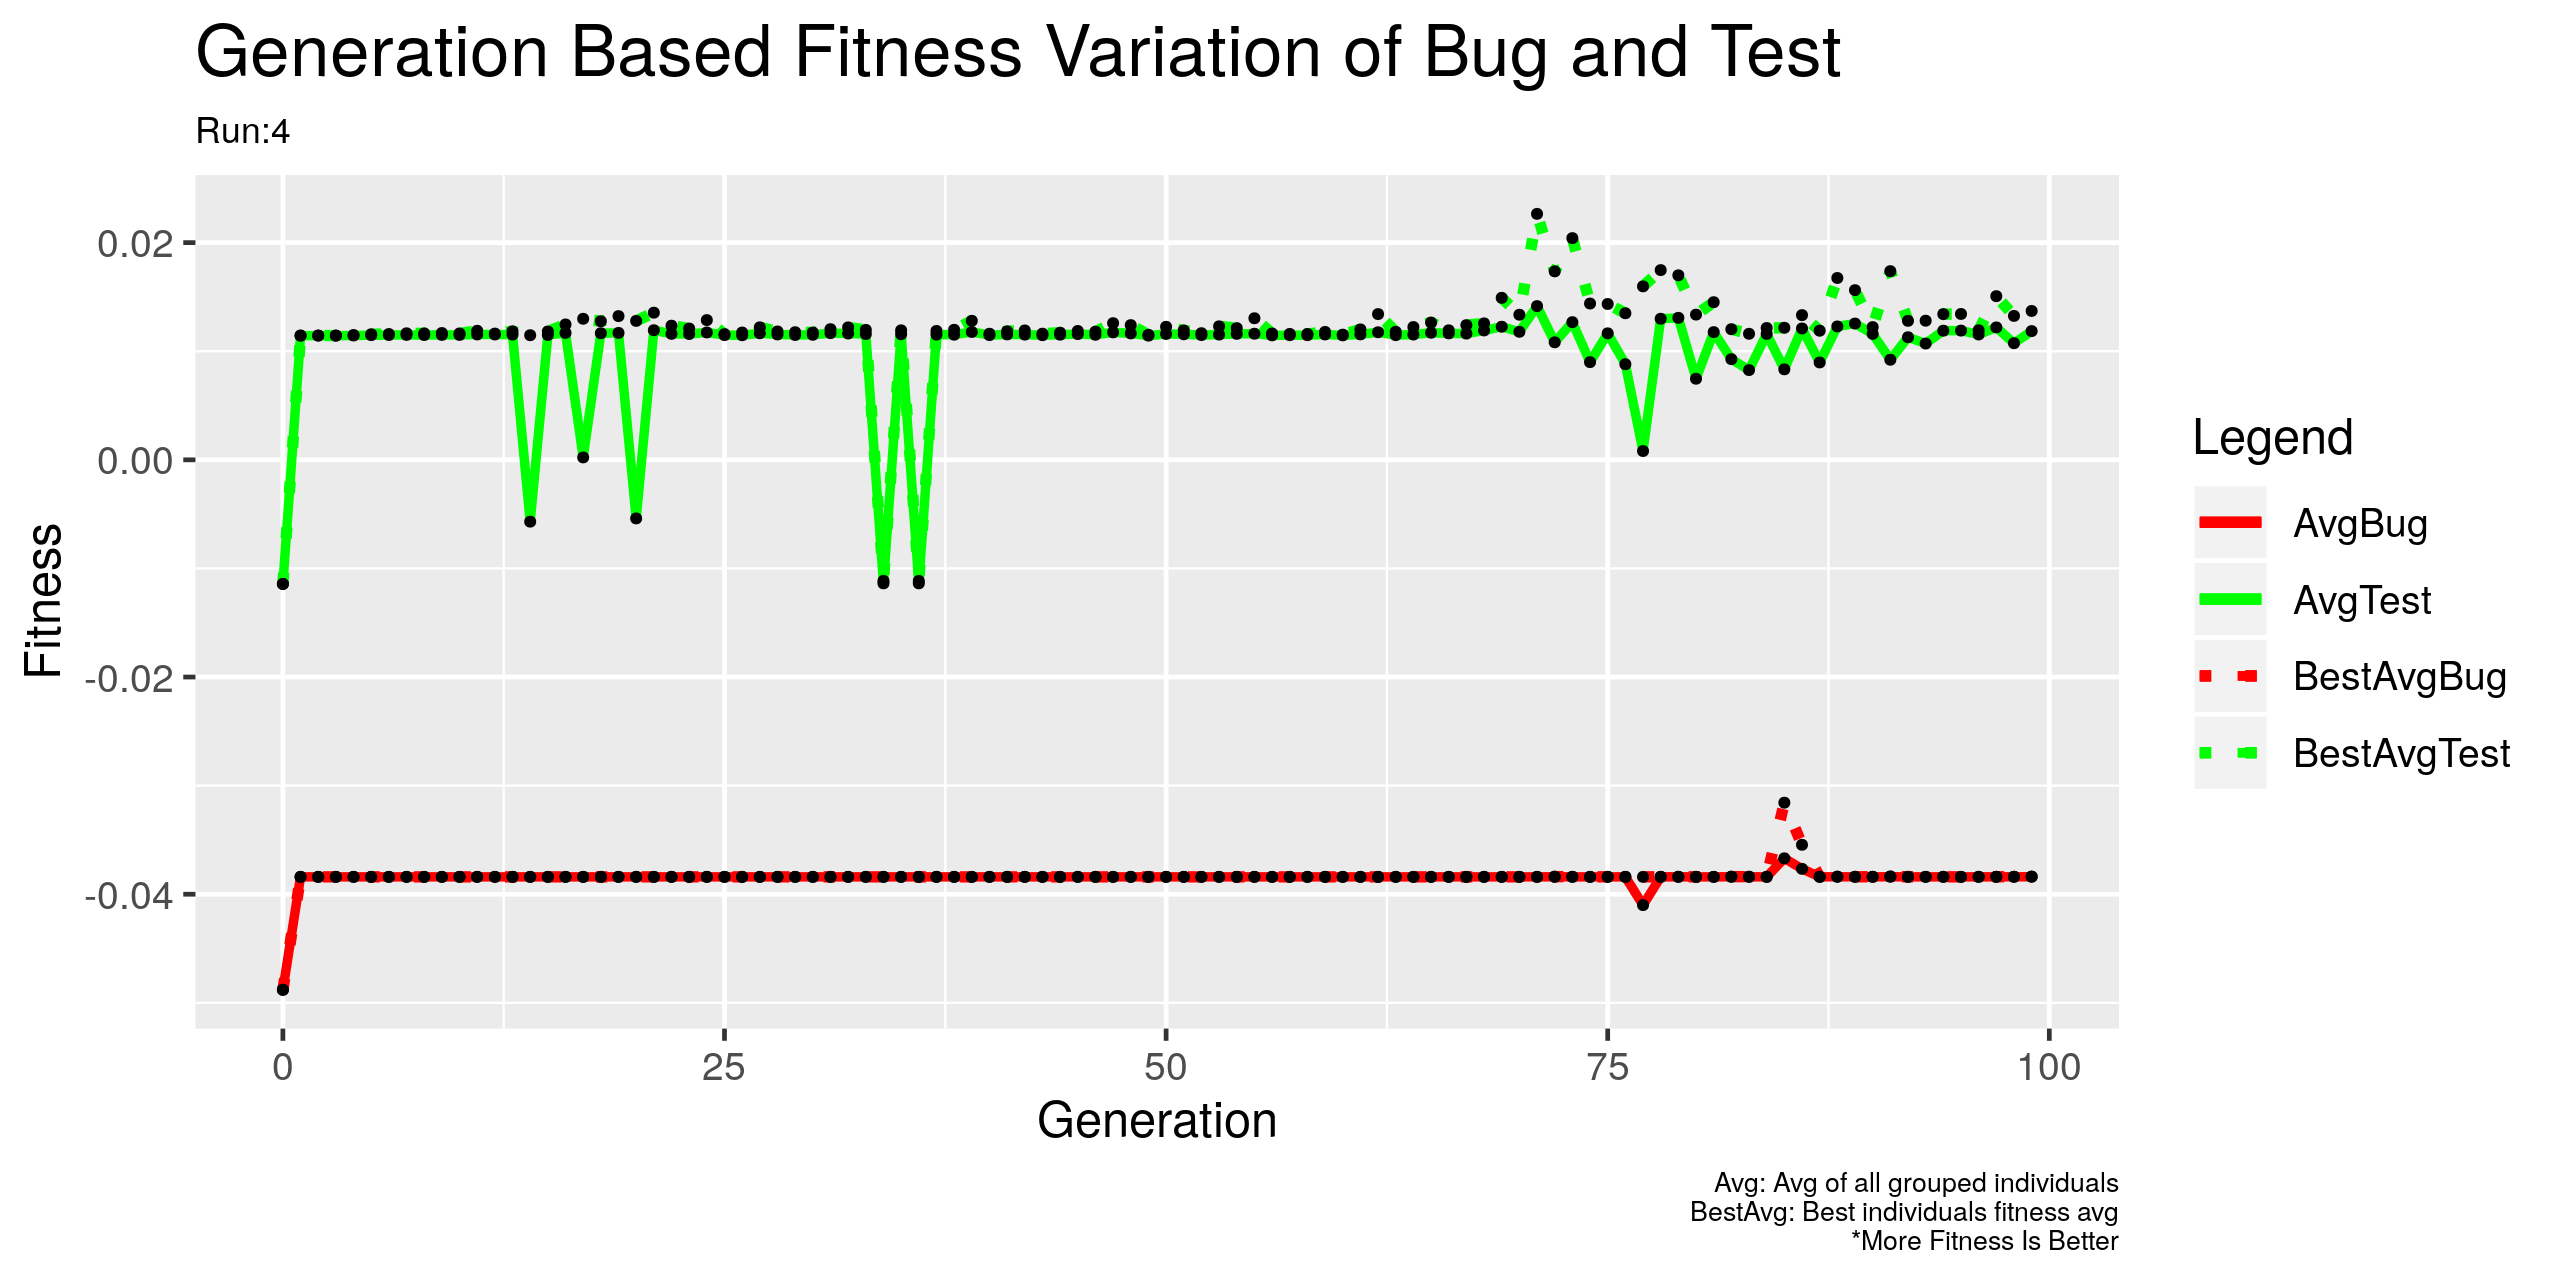 Generation Based Fitness Variation of Bug and Test
Run:4
0.02
0.00
-0.02
-0.04
Fitness
0
25
50
75
100
Generation
Legend
AvgBug
AvgTest
BestAvgBug
BestAvgTest
Avg: Avg of all grouped individuals
BestAvg: Best individuals fitness avg
*More Fitness Is Better